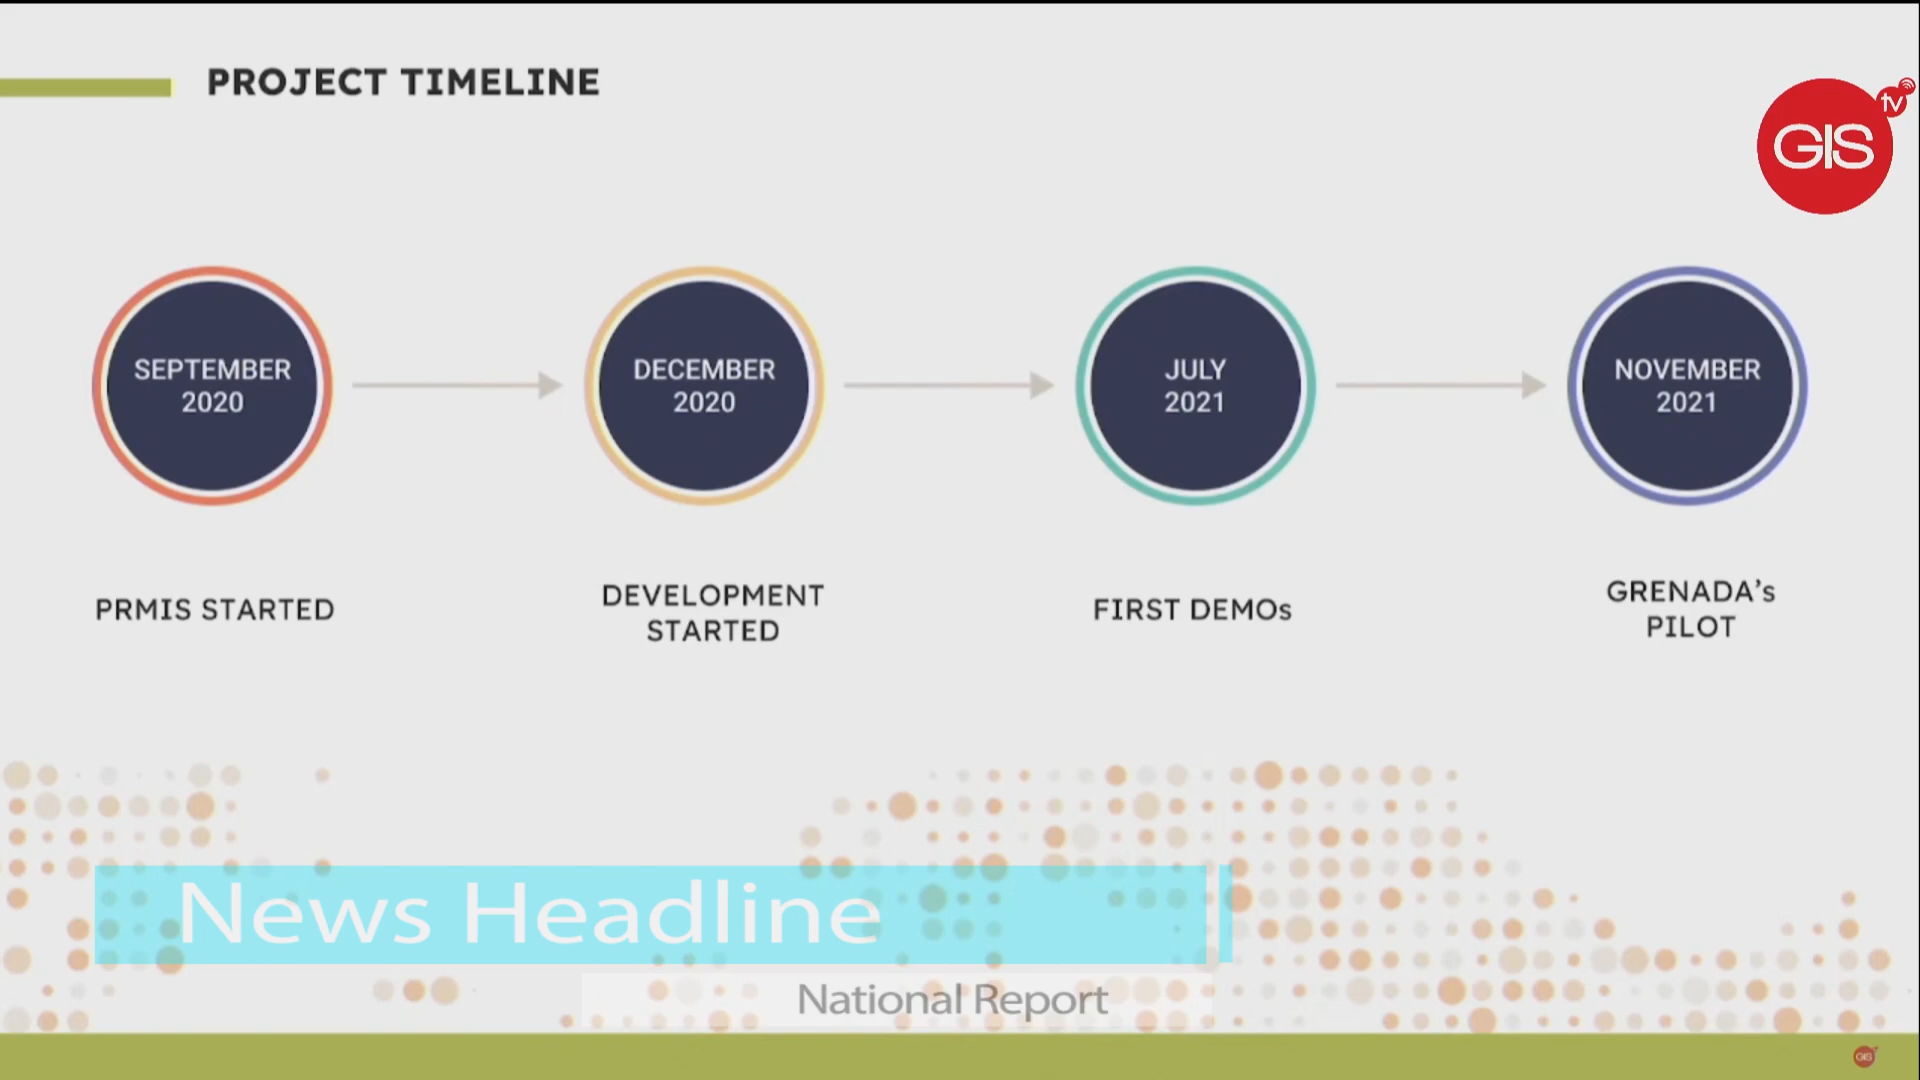 PROJECT TIMELINE
GIS
tv
SEPTEMBER
2020
DECEMBER
2020
JULY
2021
NOVEMBER
2021
PRMIS STARTED
DEVELOPMENT
STARTED
FIRST DEMOs
GRENADA's
PILOT
News Headline
National Report
GIS